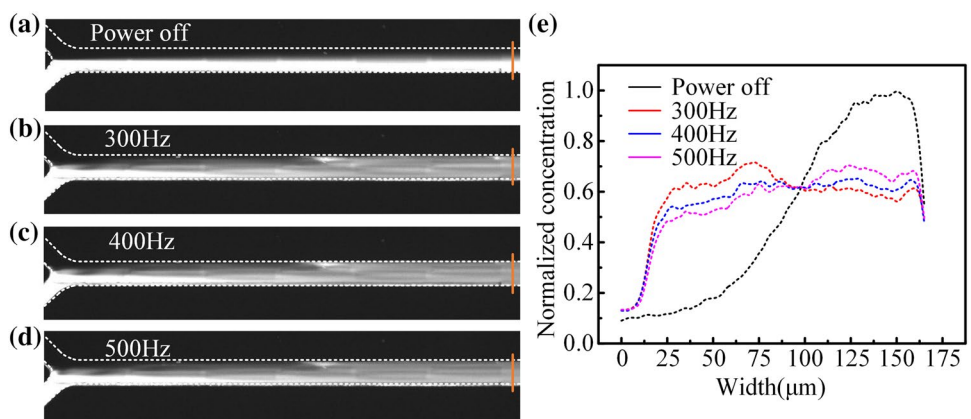 (a)
Power off
(b)
300Hz
(c)
400Hz
(d)
500Hz
(e)
Normalized concentration
1.0
0.8
0.6
0.4
0.2
0.0
Power off
300Hz
400Hz
500Hz
0 25 50 75 100 125 150 175
Width(μm)